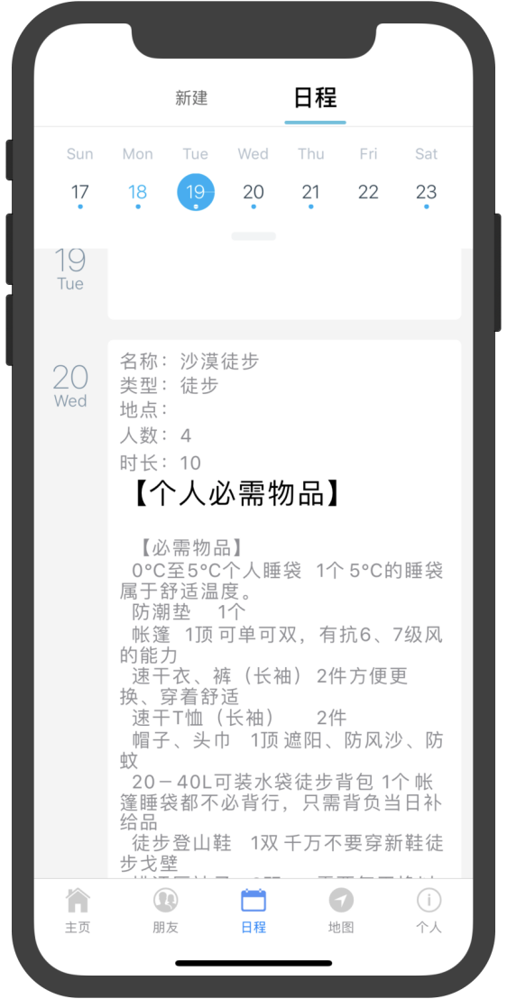 新建 日程
Sun Mon Tue Wed Thu Fri Sat
17 18 19 20 21 22 23
19
Tue
20
Wed
名称：沙漠徒步
类型：徒步
地点：
人数：4
时长：10
【个人必需物品】
【必需物品】
0°C至5°C个人睡袋 1个 5°C的睡袋
属于舒适温度。
防潮垫 1个
帐篷 1顶 可单可双，有抗6、7级风
的能力
速干衣、裤（长袖） 2件方便更
换、穿着舒适
速干T恤（长袖） 2件
帽子、头巾 1顶 遮阳、防风沙、防
蚊
20－40L可装水袋徒步背包 1个 帐
篷睡袋都不必背行，只需背负当日补
给品
徒步登山鞋 1双 千万不要穿新鞋徒
步戈壁
主页 朋友 日程 地图 个人